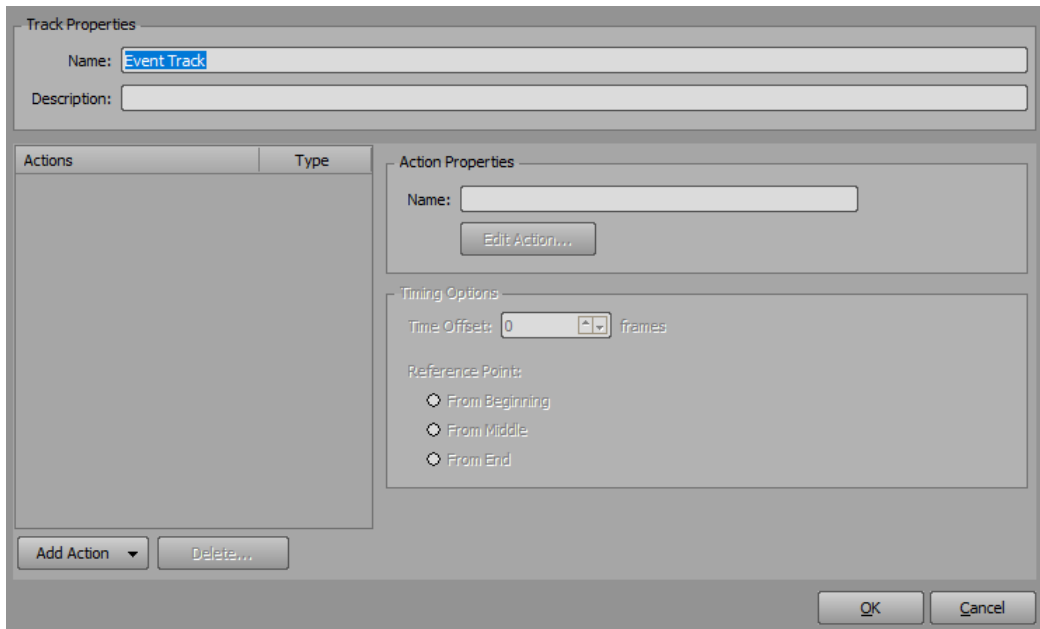 Track Properties
Name: Event Track
Description:
Actions Type
Action Properties
Name:
Edit Action...
Timing Options
Time Offset: 0 frames
Reference Point:
From Beginning
From Middle
From End
Add Action Delete...
OK Cancel